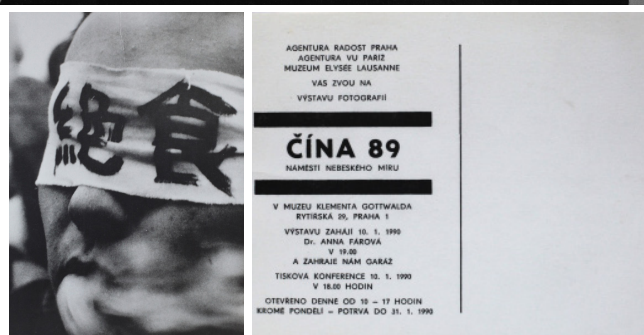 絶食
AGENTURA RADOST PRAHA
AGENTURA VU PARIZ
MUZEUM ELYSÉE LAUSANNE
VÁS ZVOU NA
VÝSTAVU FOTOGRAFIÍ
ČÍNA 89
NÁMĚSTÍ NEBESKÉHO MÍRU
V MUZEU KLEMENTA GOTTWALDA
RYTÍŘSKÁ 29, PRAHA 1
VÝSTAVU ZAHÁJÍ 10. 1. 1990
Dr. ANNA FÁROVÁ
V 19.00
A ZAHRAJE NÁM GARÁŽ
TISKOVÁ KONFERENCE 10. 1. 1990
V 18.00 HODIN
OTEVŘENO DENNĚ OD 10 – 17 HODIN
KROMĚ PONDĚLÍ – POTRVÁ DO 31. 1. 1990